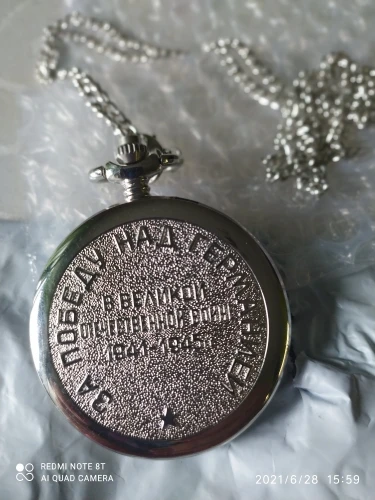 ЗА ПОБЕДУ НАД ГЕРМАНИЕЙ
В ВЕЛИКОЙ
ОТЕЧЕСТВЕННОЙ ВОЙНЕ
1941-1945гг
REDMI NOTE 8T
AI QUAD CAMERA
2021/6/28 15:59